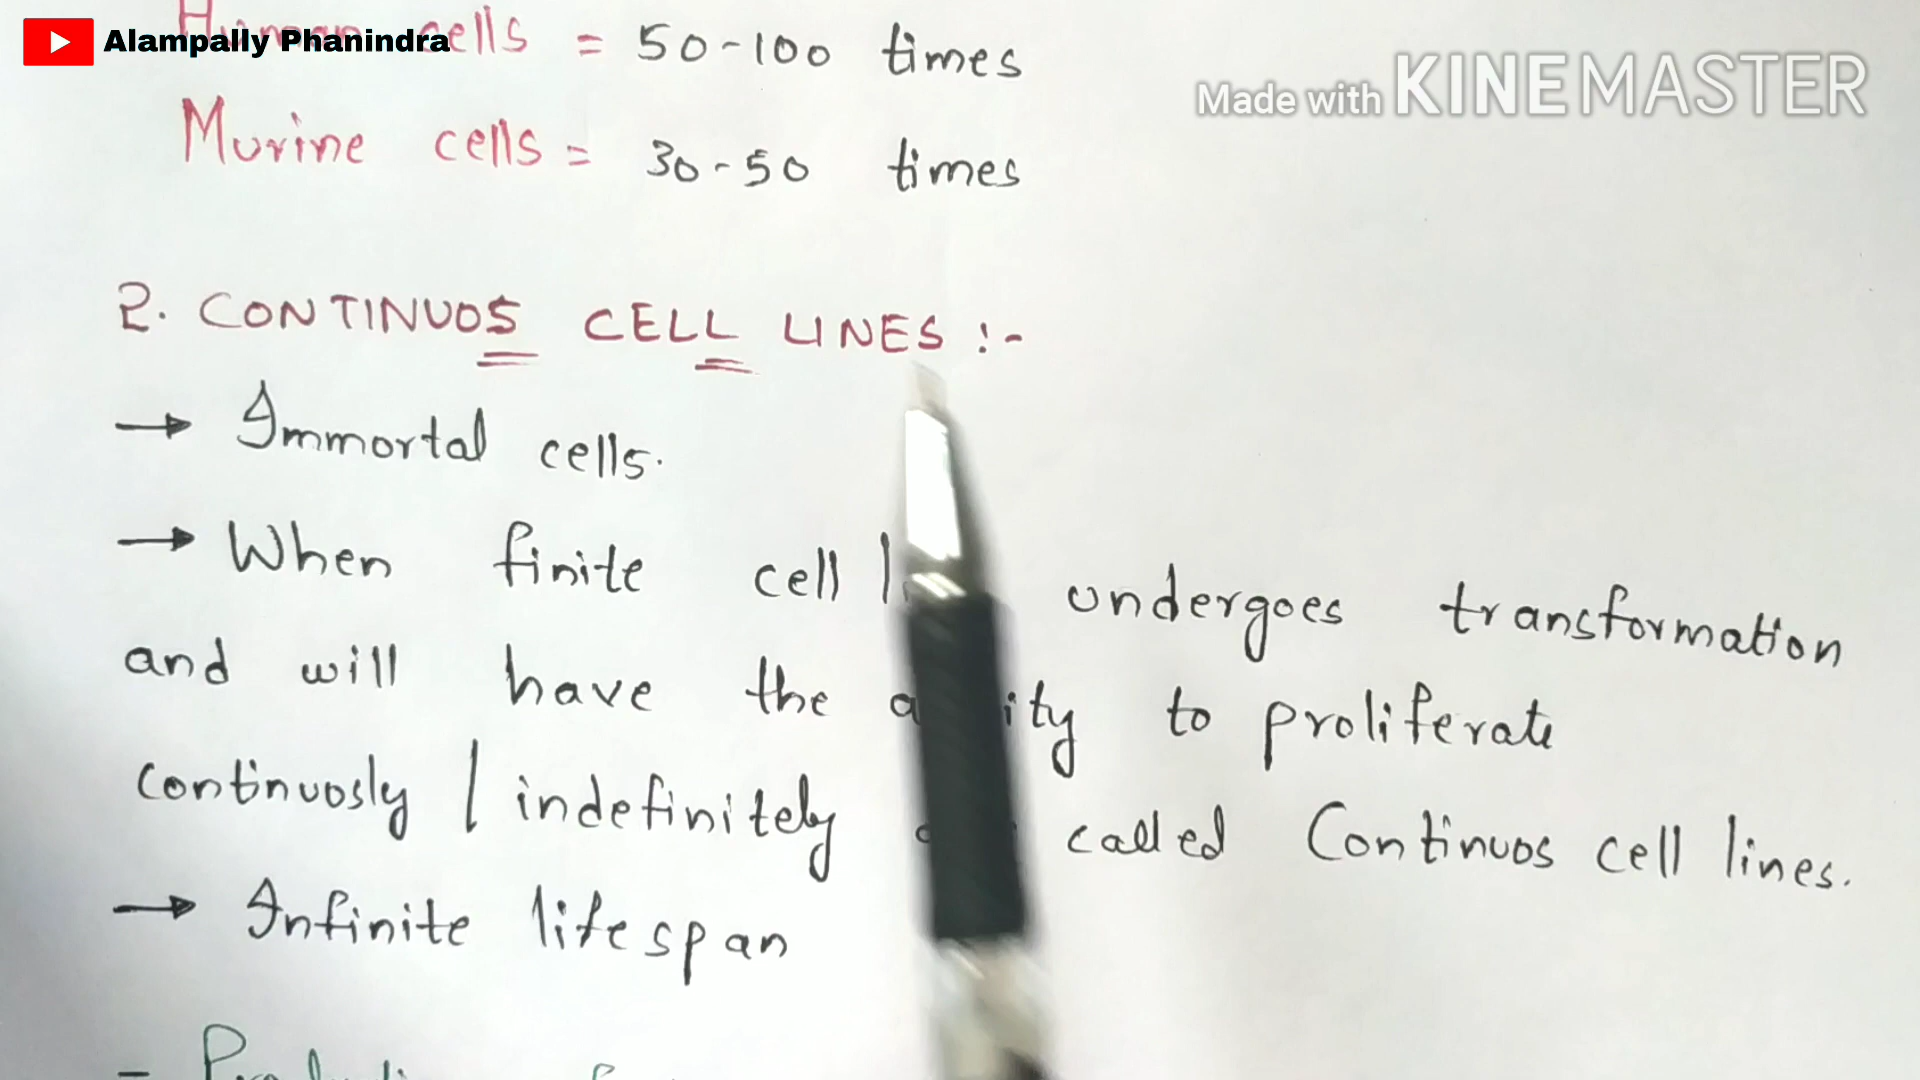 Alampally Phanindra
Made with KINEMASTER
Human cells = 50-100 times
Murine cells = 30-50 times
2. CONTINUOS CELL LINES :-
→ Immortal cells.
→ When finite cell undergoes transformation
and will have the to proliferate
continuosly / indefinitely called Continuos cell lines.
→ Infinite lifespan